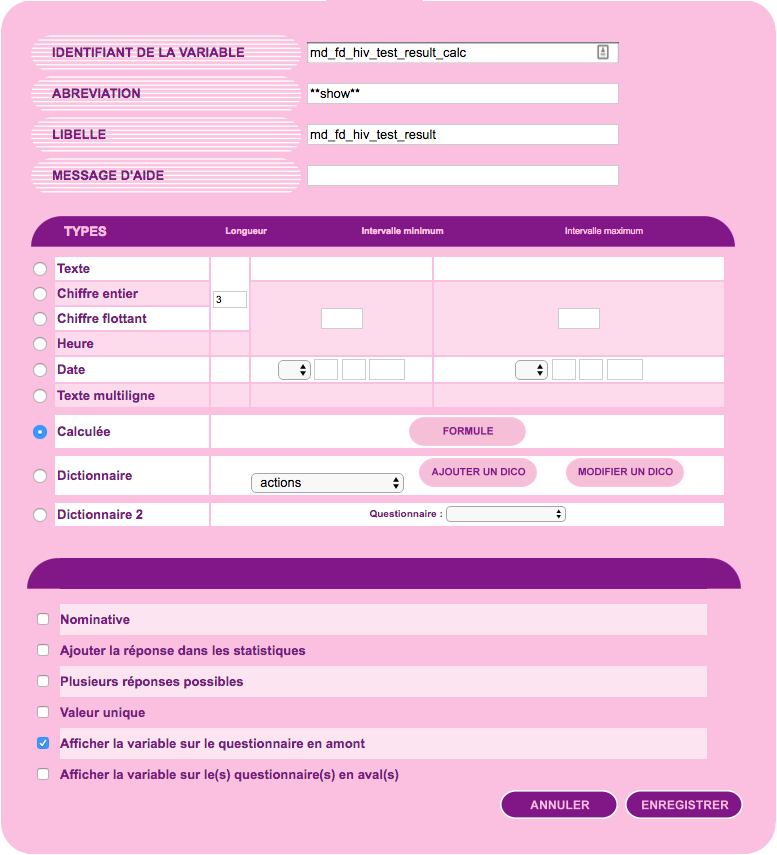 IDENTIFIANT DE LA VARIABLE md_fd_hiv_test_result_calc
ABREVIATION **show**
LIBELLE md_fd_hiv_test_result
MESSAGE D'AIDE
TYPES Longueur Intervalle minimum Intervalle maximum
Texte
Chiffre entier 3
Chiffre flottant
Heure
Date
Texte multiligne
Calculée FORMULE
Dictionnaire actions AJOUTER UN DICO MODIFIER UN DICO
Dictionnaire 2 Questionnaire :
Nominative
Ajouter la réponse dans les statistiques
Plusieurs réponses possibles
Valeur unique
Afficher la variable sur le questionnaire en amont
Afficher la variable sur le(s) questionnaire(s) en aval(s)
ANNULER ENREGISTRER